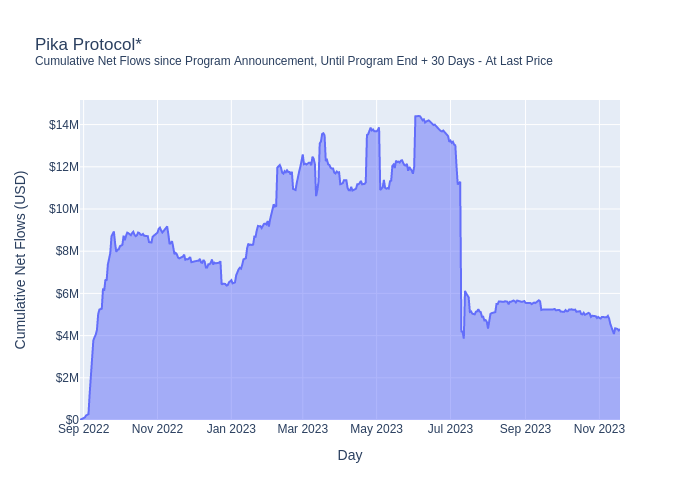 Pika Protocol*
Cumulative Net Flows since Program Announcement, Until Program End + 30 Days - At Last Price
$14M
$12M
$10M
$8M
$6M
$4M
$2M
$0
Cumulative Net Flows (USD)
Sep 2022 Nov 2022 Jan 2023 Mar 2023 May 2023 Jul 2023 Sep 2023 Nov 2023
Day